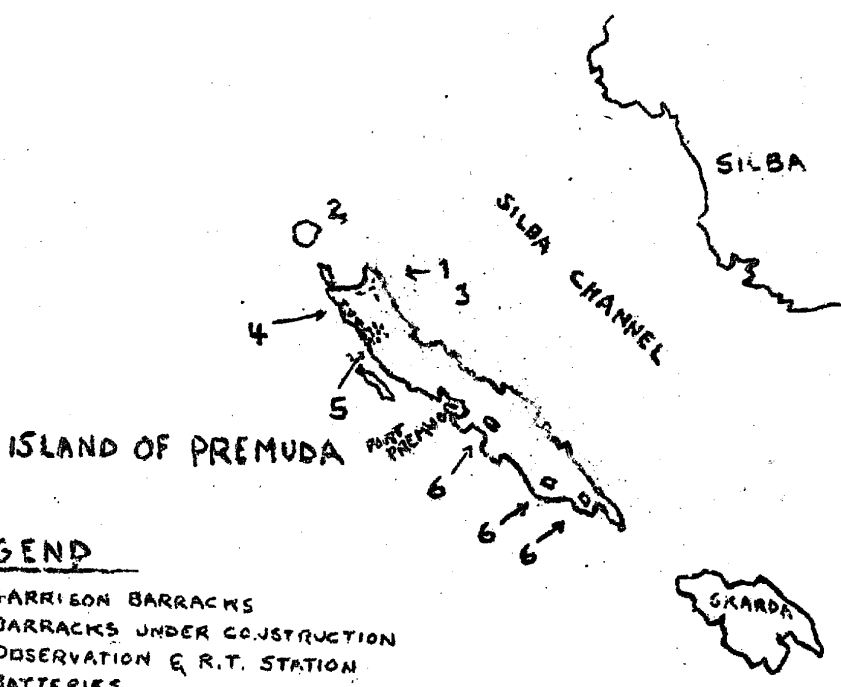 SILBA
SILBA CHANNEL
2
1
3
4
5
PORT
PREMUDA
ISLAND OF PREMUDA
6
6
6
SKARDA
GEND
GARRISON BARRACKS
BARRACKS UNDER CONSTRUCTION
OBSERVATION & R.T. STATION
BATTERIES